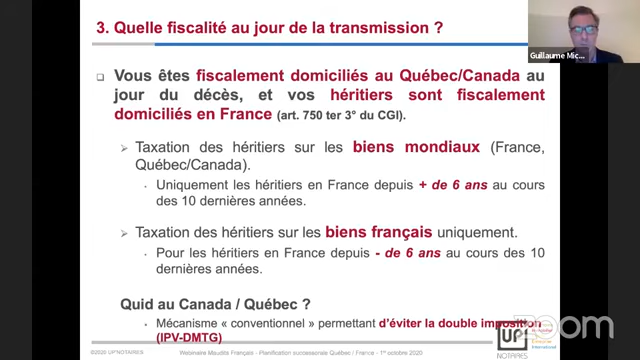 3. Quelle fiscalité au jour de la transmission ?
Guillaume Mic...
❑ Vous êtes fiscalement domiciliés au Québec/Canada au
jour du décès, et vos héritiers sont fiscalement
domiciliés en France (art. 750 ter 3° du CGI).
➢ Taxation des héritiers sur les biens mondiaux (France,
Québec/Canada).
• Uniquement les héritiers en France depuis + de 6 ans au cours
des 10 dernières années.
➢ Taxation des héritiers sur les biens français uniquement.
• Pour les héritiers en France depuis - de 6 ans au cours des 10
dernières années.
Quid au Canada / Québec ?
• Mécanisme « conventionnel » permettant d'éviter la double imposition
(IPV-DMTG)
zoom
UP!
NOTAIRES
International
©2020 UP'NOTAIRES
Webinaire Maudits Français - Planification successorale Québec / France - 1er octobre 2020